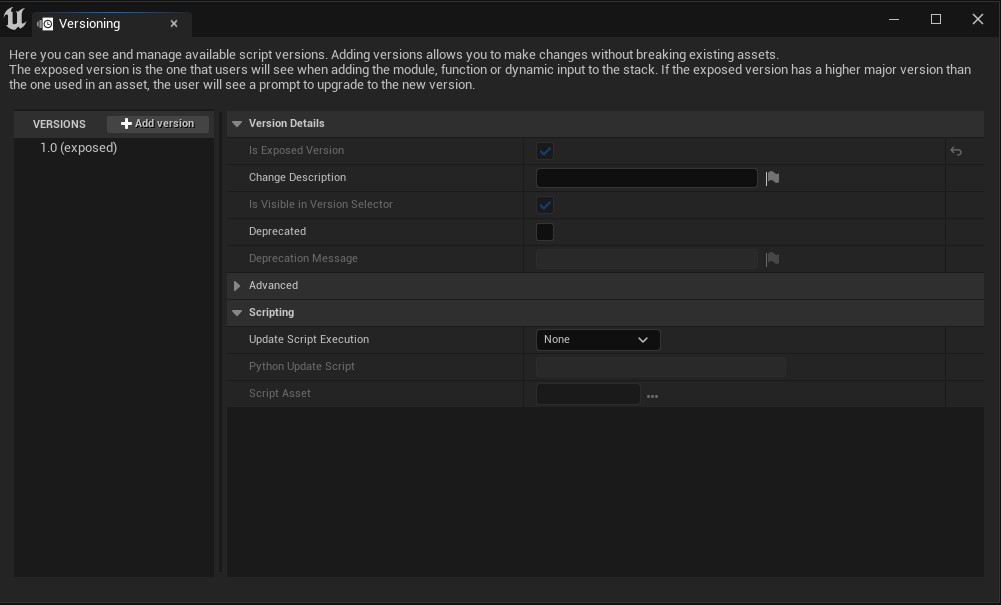 Versioning
Here you can see and manage available script versions. Adding versions allows you to make changes without breaking existing assets.
The exposed version is the one that users will see when adding the module, function or dynamic input to the stack. If the exposed version has a higher major version than
the one used in an asset, the user will see a prompt to upgrade to the new version.
VERSIONS
Add version
1.0 (exposed)
Version Details
Is Exposed Version
Change Description
Is Visible in Version Selector
Deprecated
Deprecation Message
Advanced
Scripting
Update Script Execution
None
Python Update Script
Script Asset